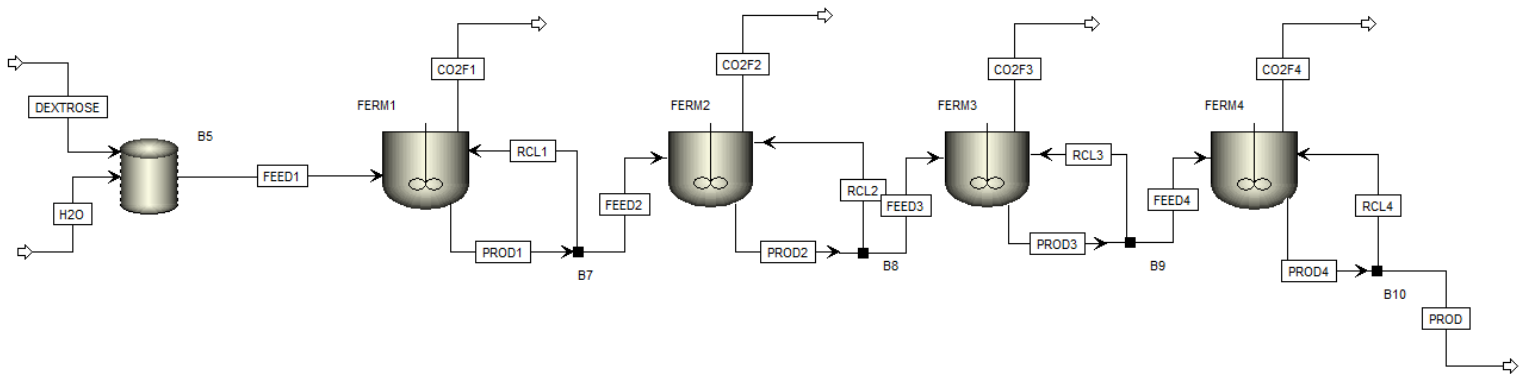 CO2F1
CO2F2
CO2F3
CO2F4
DEXTROSE
FERM1
FERM2
FERM3
FERM4
B5
RCL1
RCL3
FEED1
RCL2
H2O
FEED2
FEED3
FEED4
RCL4
PROD1
PROD2
PROD3
B7
B8
B9
PROD4
B10
PROD